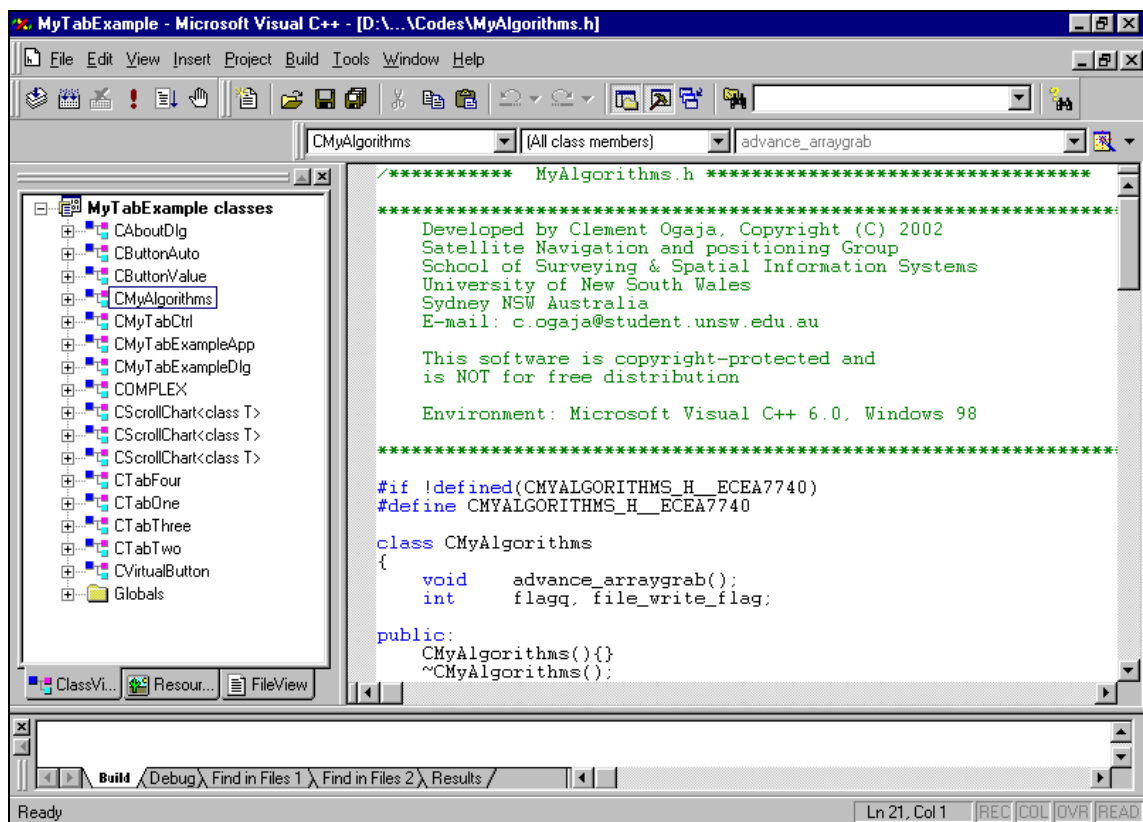 MyTabExample - Microsoft Visual C++ - [D:\...\Codes\MyAlgorithms.h]
File Edit View Insert Project Build Tools Window Help
CMyAlgorithms (All class members) advance_arraygrab
MyTabExample classes
CAboutDlg
CButtonAuto
CButtonValue
CMyAlgorithms
CMyTabCtrl
CMyTabExampleApp
CMyTabExampleDlg
COMPLEX
CScrollChart<class T>
CScrollChart<class T>
CScrollChart<class T>
CTabFour
CTabOne
CTabThree
CTabTwo
CVirtualButton
Globals
ClassVi... Resour... FileView
/*********** MyAlgorithms.h *********************************
******************************************************************
Developed by Clement Ogaja, Copyright (C) 2002
Satellite Navigation and positioning Group
School of Surveying & Spatial Information Systems
University of New South Wales
Sydney NSW Australia
E-mail: c.ogaja@student.unsw.edu.au
This software is copyright-protected and
is NOT for free distribution
Environment: Microsoft Visual C++ 6.0, Windows 98
******************************************************************
#if !defined(CMYALGORITHMS_H__ECEA7740)
#define CMYALGORITHMS_H__ECEA7740
class CMyAlgorithms
{
void advance_arraygrab();
int flagq, file_write_flag;
public:
CMyAlgorithms(){}
~CMyAlgorithms();
Build Debug Find in Files 1 Find in Files 2 Results
Ready Ln 21, Col 1 REC COL OVR READ